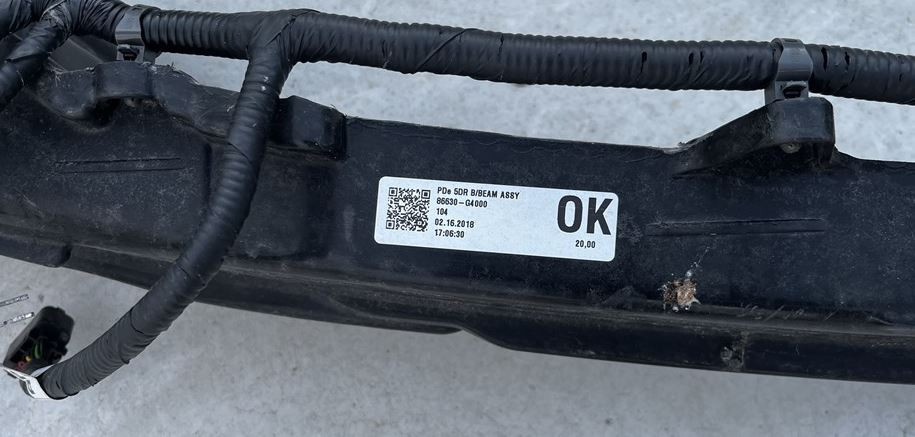 PDe 5DR B/BEAM ASSY
86630-G4000
104
02.16.2018
17:06:30
OK
20,00